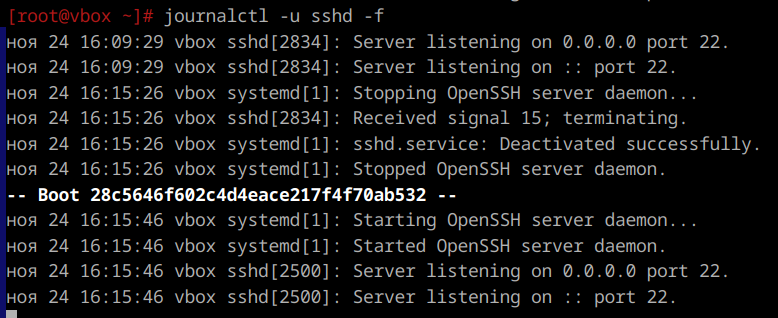 [root@vbox ~]# journalctl -u sshd -f
ноя 24 16:09:29 vbox sshd[2834]: Server listening on 0.0.0.0 port 22.
ноя 24 16:09:29 vbox sshd[2834]: Server listening on :: port 22.
ноя 24 16:15:26 vbox systemd[1]: Stopping OpenSSH server daemon...
ноя 24 16:15:26 vbox sshd[2834]: Received signal 15; terminating.
ноя 24 16:15:26 vbox systemd[1]: sshd.service: Deactivated successfully.
ноя 24 16:15:26 vbox systemd[1]: Stopped OpenSSH server daemon.
-- Boot 28c5646f602c4d4eace217f4f70ab532 --
ноя 24 16:15:46 vbox systemd[1]: Starting OpenSSH server daemon...
ноя 24 16:15:46 vbox systemd[1]: Started OpenSSH server daemon.
ноя 24 16:15:46 vbox sshd[2500]: Server listening on 0.0.0.0 port 22.
ноя 24 16:15:46 vbox sshd[2500]: Server listening on :: port 22.